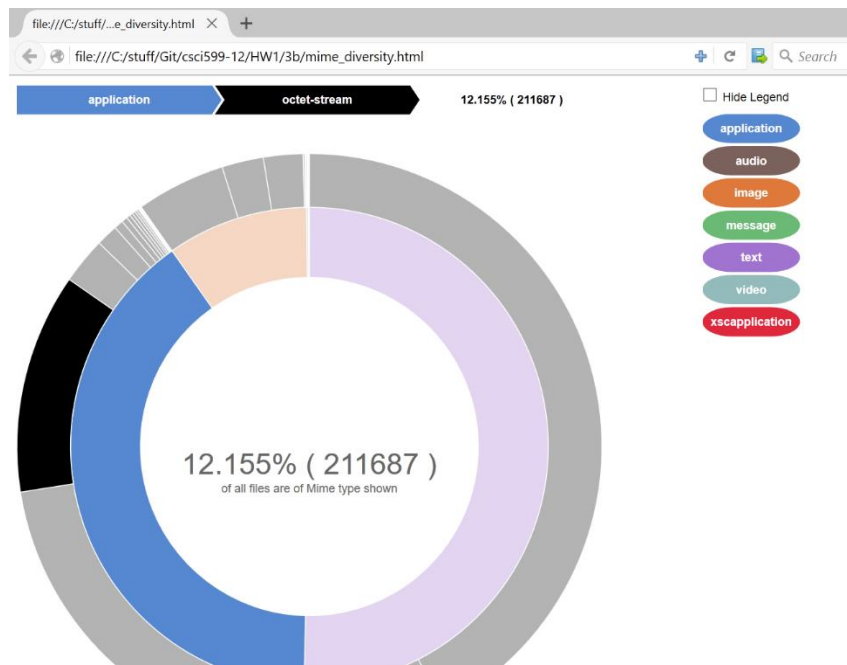 file:///C:/stuff/...e_diversity.html
file:///C:/stuff/Git/csci599-12/HW1/3b/mime_diversity.html
Search
application
octet-stream
12.155% ( 211687 )
Hide Legend
application
audio
image
message
text
video
xscapplication
12.155% ( 211687 )
of all files are of Mime type shown